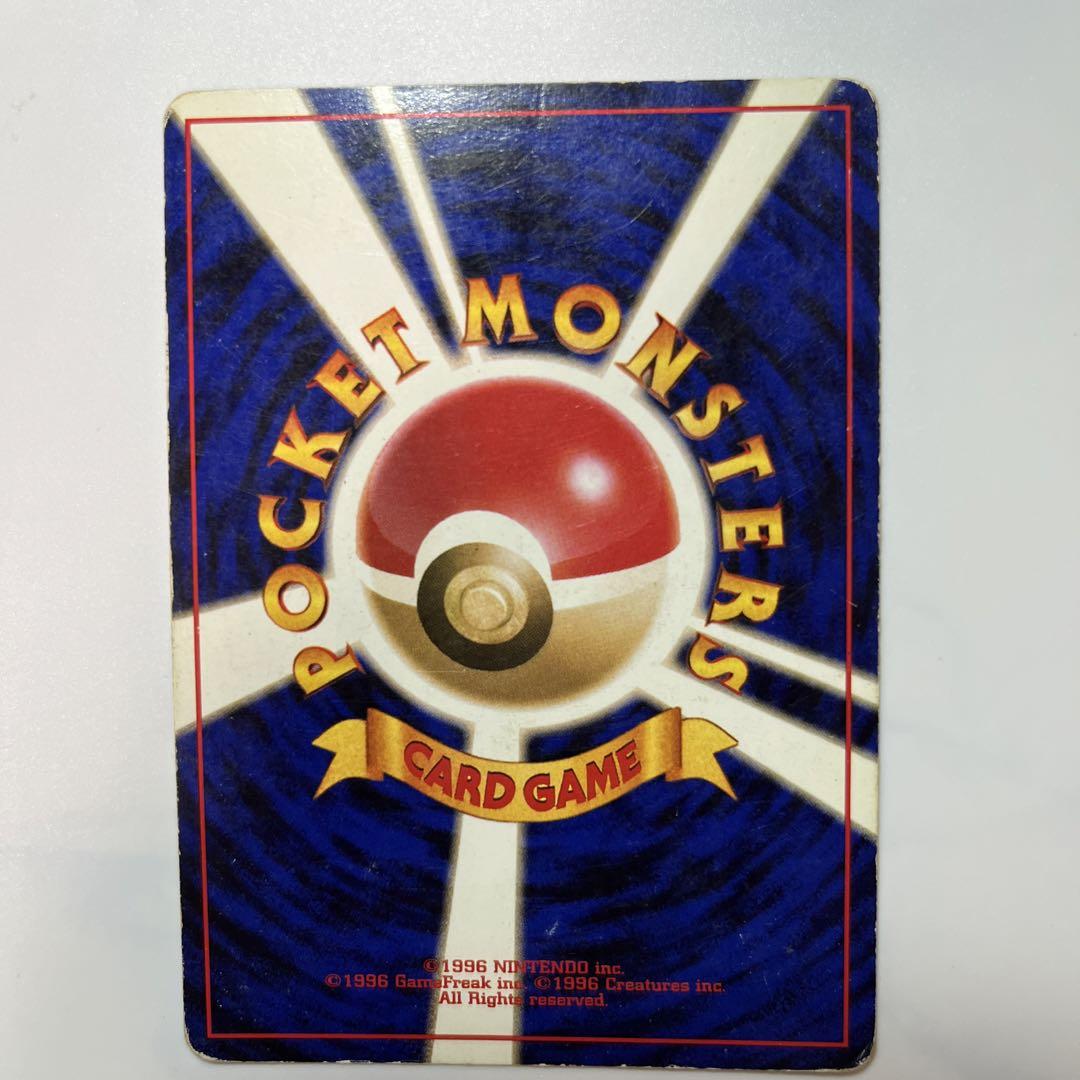 POCKET MONSTERS
CARD GAME
©1996 NINTENDO inc.
©1996 GameFreak inc. ©1996 Creatures inc.
All Rights reserved.